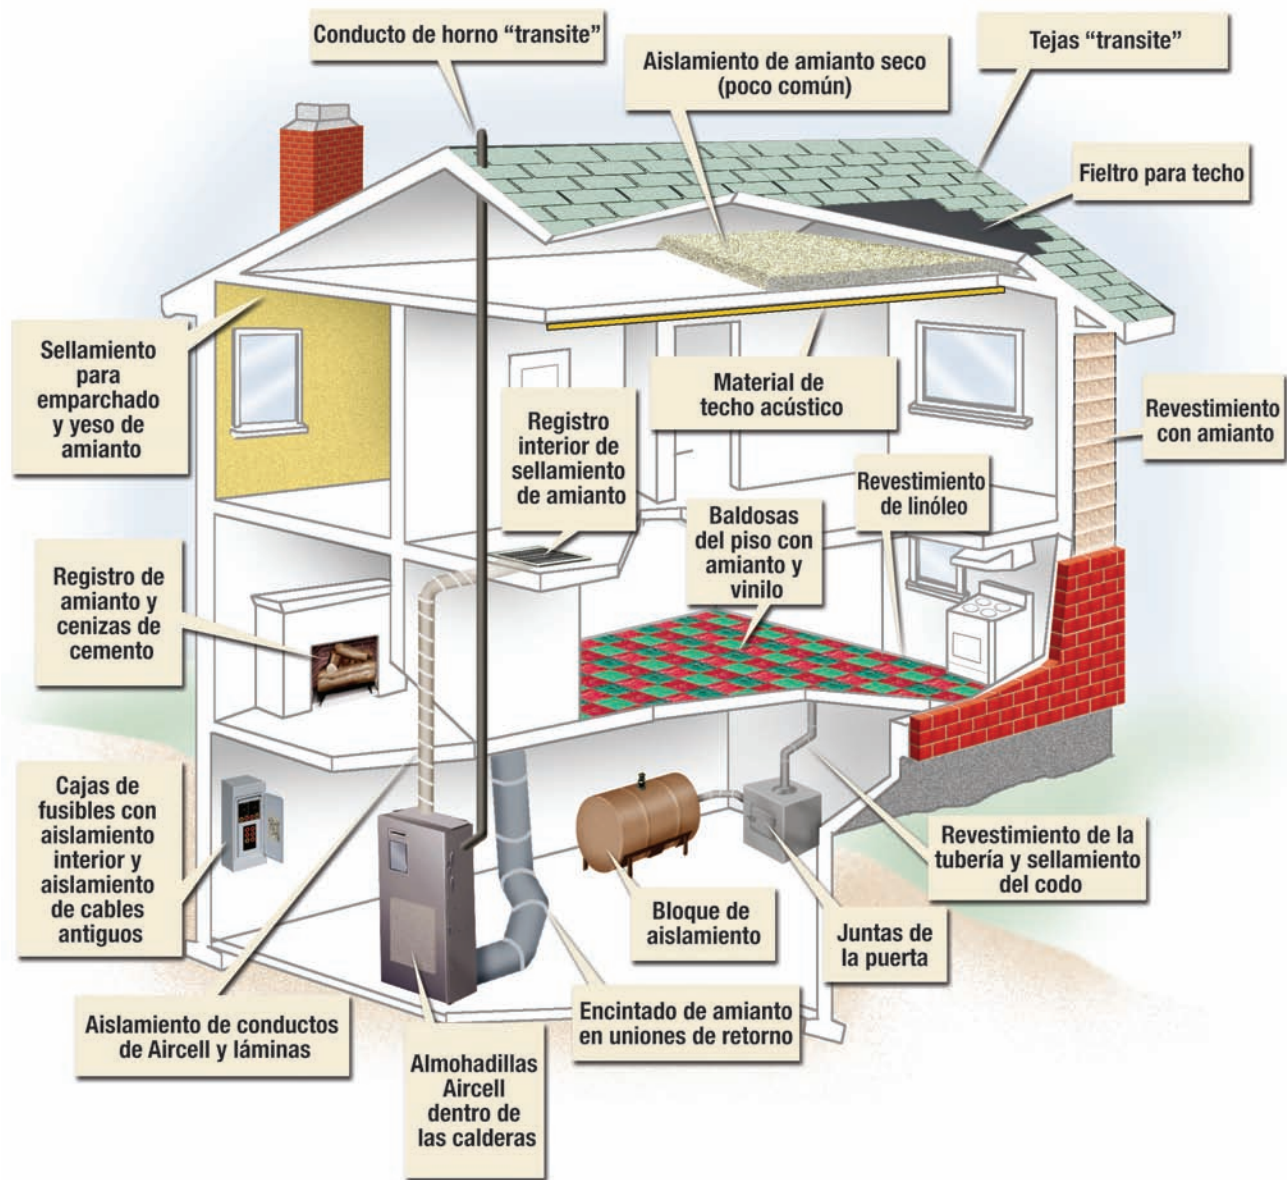 Conducto de horno “transite”
Aislamiento de amianto seco
(poco común)
Tejas “transite”
Fieltro para techo
Sellamiento
para
emparchado
y yeso de
amianto
Material de
techo acústico
Revestimiento
con amianto
Registro
interior de
sellamiento
de amianto
Revestimiento
de linóleo
Baldosas
del piso con
amianto y
vinilo
Registro de
amianto y
cenizas de
cemento
Cajas de
fusibles con
aislamiento
interior y
aislamiento
de cables
antiguos
Revestimiento de la
tubería y sellamiento
del codo
Bloque de
aislamiento
Juntas de
la puerta
Aislamiento de conductos
de Aircell y láminas
Encintado de amianto
en uniones de retorno
Almohadillas
Aircell
dentro de
las calderas